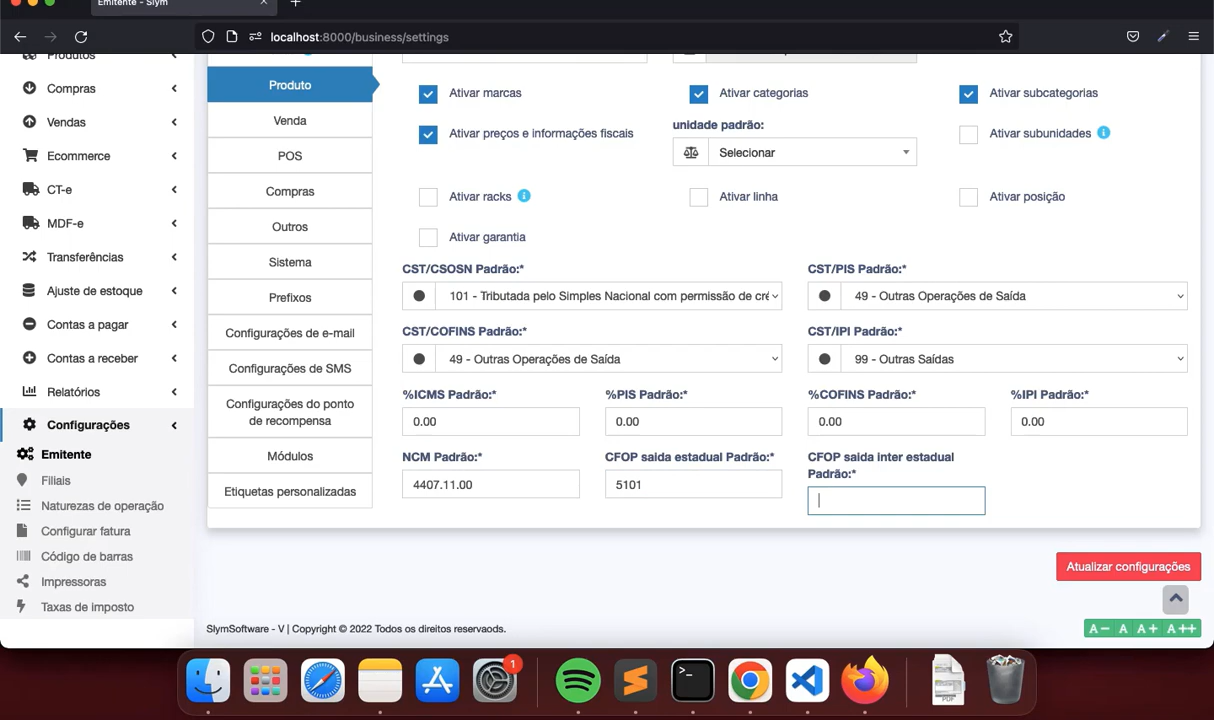 Emitente - Slym
localhost:8000/business/settings
Produtos
Compras
Vendas
Ecommerce
CT-e
MDF-e
Transferências
Ajuste de estoque
Contas a pagar
Contas a receber
Relatórios
Configurações
Emitente
Filiais
Naturezas de operação
Configurar fatura
Código de barras
Impressoras
Taxas de imposto
Produto
Venda
POS
Compras
Outros
Sistema
Prefixos
Configurações de e-mail
Configurações de SMS
Configurações do ponto
de recompensa
Módulos
Etiquetas personalizadas
Ativar marcas
Ativar categorias
Ativar subcategorias
Ativar preços e informações fiscais
unidade padrão:
Selecionar
Ativar subunidades
Ativar racks
Ativar linha
Ativar posição
Ativar garantia
CST/CSOSN Padrão:*
CST/PIS Padrão:*
101 - Tributada pelo Simples Nacional com permissão de cré
49 - Outras Operações de Saída
CST/COFINS Padrão:*
CST/IPI Padrão:*
49 - Outras Operações de Saída
99 - Outras Saídas
%ICMS Padrão:*
%PIS Padrão:*
%COFINS Padrão:*
%IPI Padrão:*
0.00
0.00
0.00
0.00
NCM Padrão:*
CFOP saida estadual Padrão:*
CFOP saida inter estadual
Padrão:*
4407.11.00
5101
Atualizar configurações
SlymSoftware - V | Copyright © 2022 Todos os direitos reservaods.
A− A A+ A++
1
PDF